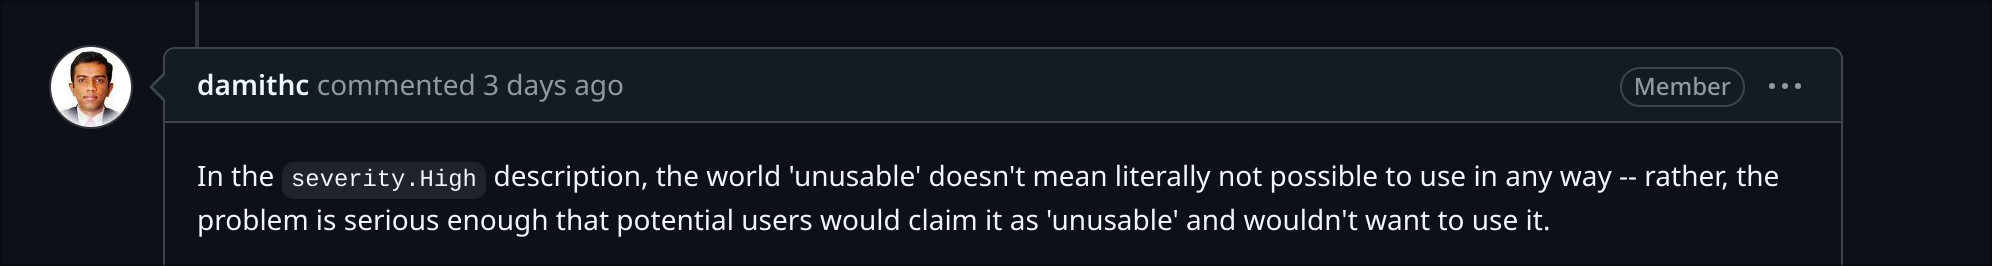 damithc commented 3 days ago
Member
In the severity.High description, the world 'unusable' doesn't mean literally not possible to use in any way -- rather, the
problem is serious enough that potential users would claim it as 'unusable' and wouldn't want to use it.